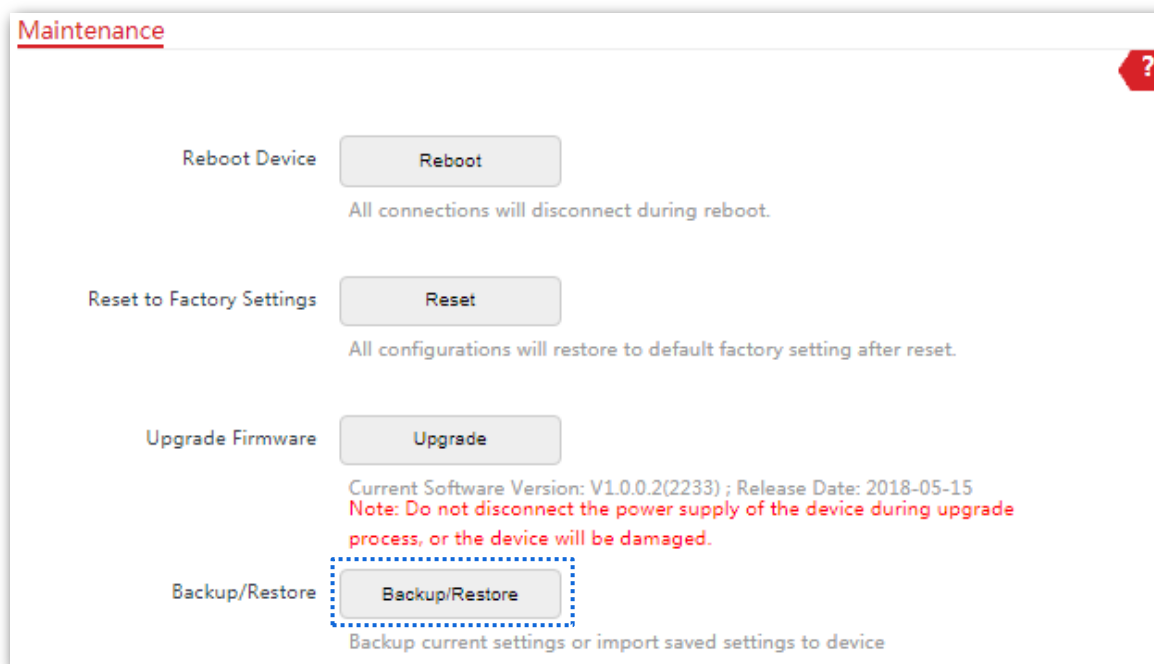 Maintenance
?
Reboot Device
Reboot
All connections will disconnect during reboot.
Reset to Factory Settings
Reset
All configurations will restore to default factory setting after reset.
Upgrade Firmware
Upgrade
Current Software Version: V1.0.0.2(2233) ; Release Date: 2018-05-15
Note: Do not disconnect the power supply of the device during upgrade
process, or the device will be damaged.
Backup/Restore
Backup/Restore
Backup current settings or import saved settings to device